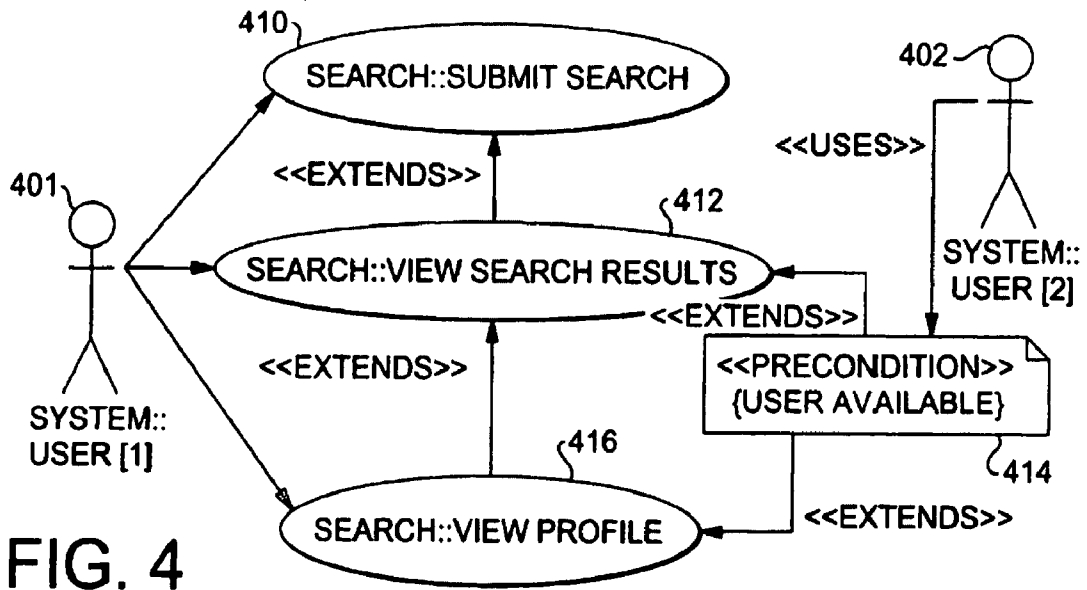 410
SEARCH::SUBMIT SEARCH
402
<<USES>>
<<EXTENDS>>
401
412
SYSTEM::
USER [2]
SEARCH::VIEW SEARCH RESULTS
<<EXTENDS>>
<<EXTENDS>>
<<PRECONDITION>>
{USER AVAILABLE}
SYSTEM::
USER [1]
416
414
<<EXTENDS>>
SEARCH::VIEW PROFILE
FIG. 4